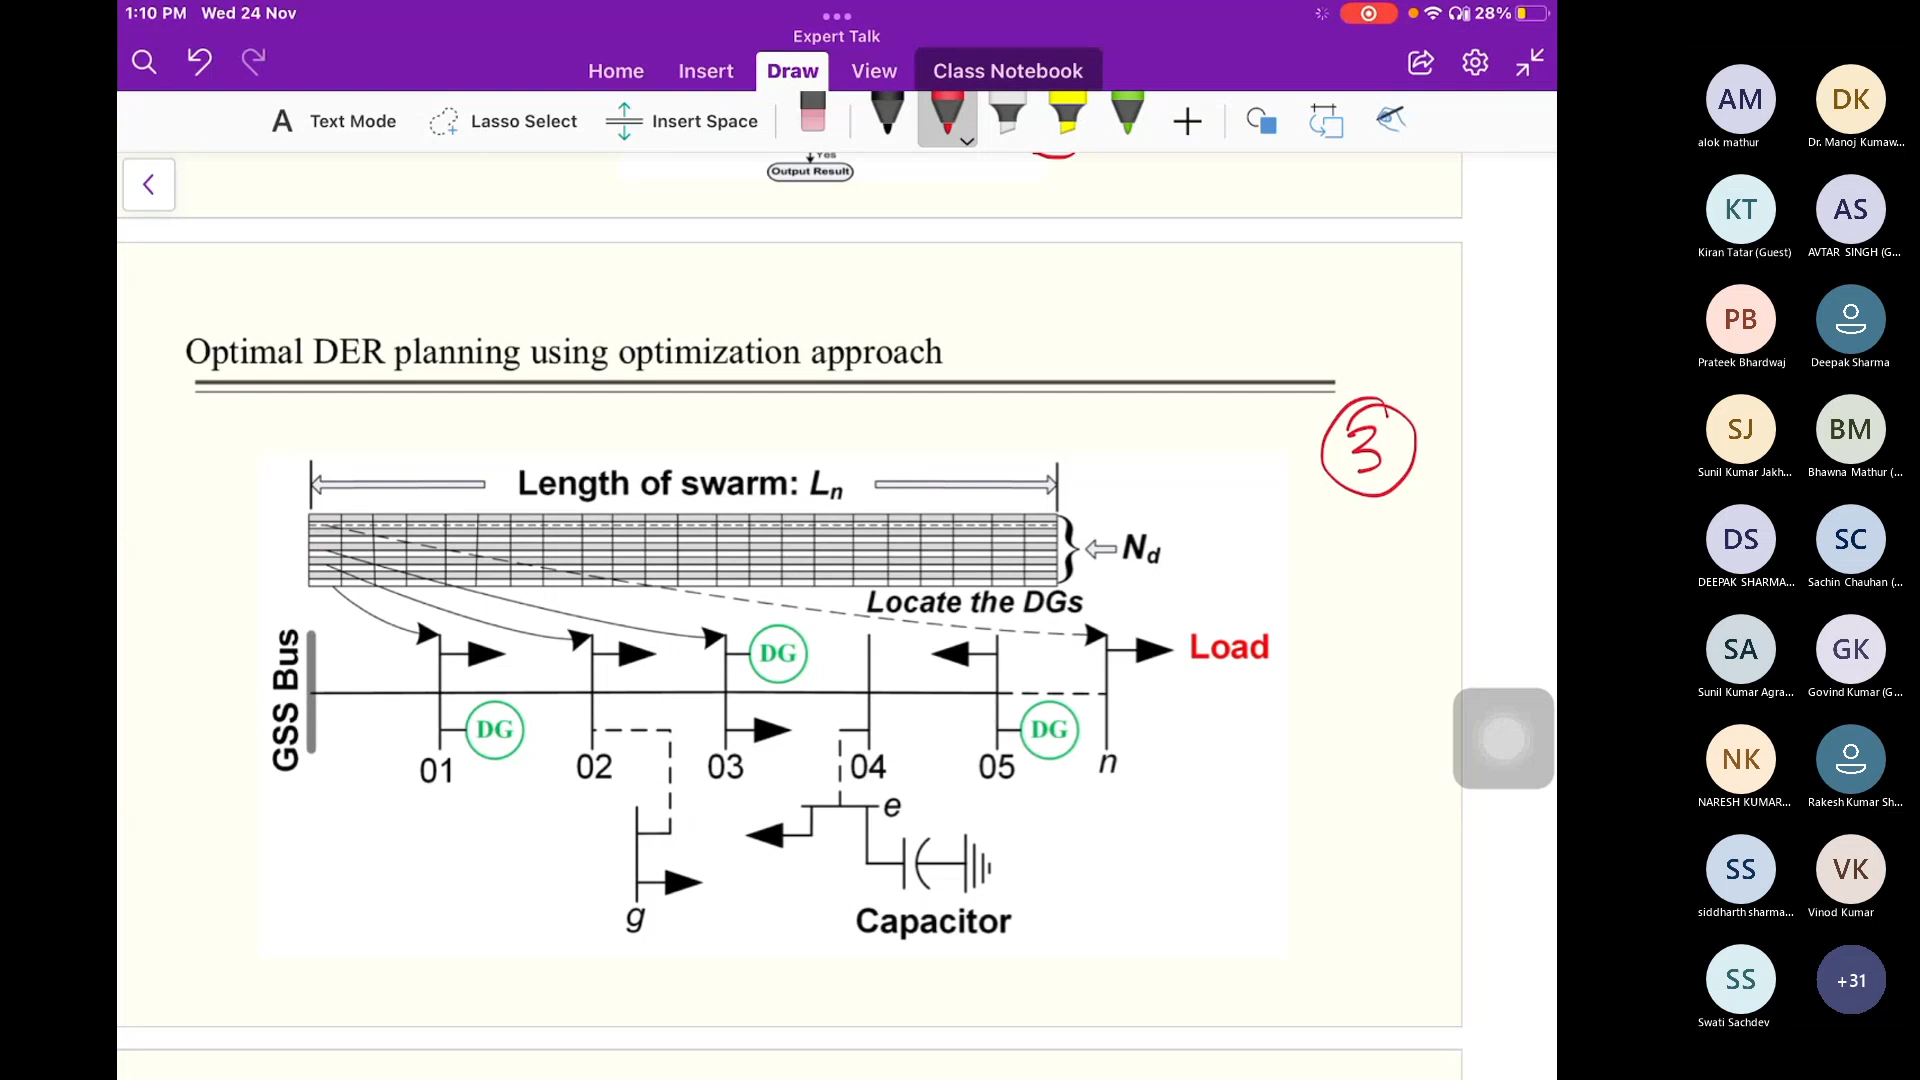 1:10 PM Wed 24 Nov
28%
Expert Talk
Home Insert Draw View Class Notebook
A Text Mode Lasso Select Insert Space
Yes
Output Result
Optimal DER planning using optimization approach
3
Length of swarm: Ln
Nd
Locate the DGs
GSS Bus
DG
Load
DG
DG
01 02 03 04 05 n
e
g
Capacitor
AM
alok mathur
DK
Dr. Manoj Kumaw...
KT
Kiran Tatar (Guest)
AS
AVTAR SINGH (G...
PB
Prateek Bhardwaj
Deepak Sharma
SJ
Sunil Kumar Jakh...
BM
Bhawna Mathur (...
DS
DEEPAK SHARMA...
SC
Sachin Chauhan (...
SA
Sunil Kumar Agra...
GK
Govind Kumar (G...
NK
NARESH KUMAR...
Rakesh Kumar Sh...
SS
siddharth sharma...
VK
Vinod Kumar
SS
Swati Sachdev
+31